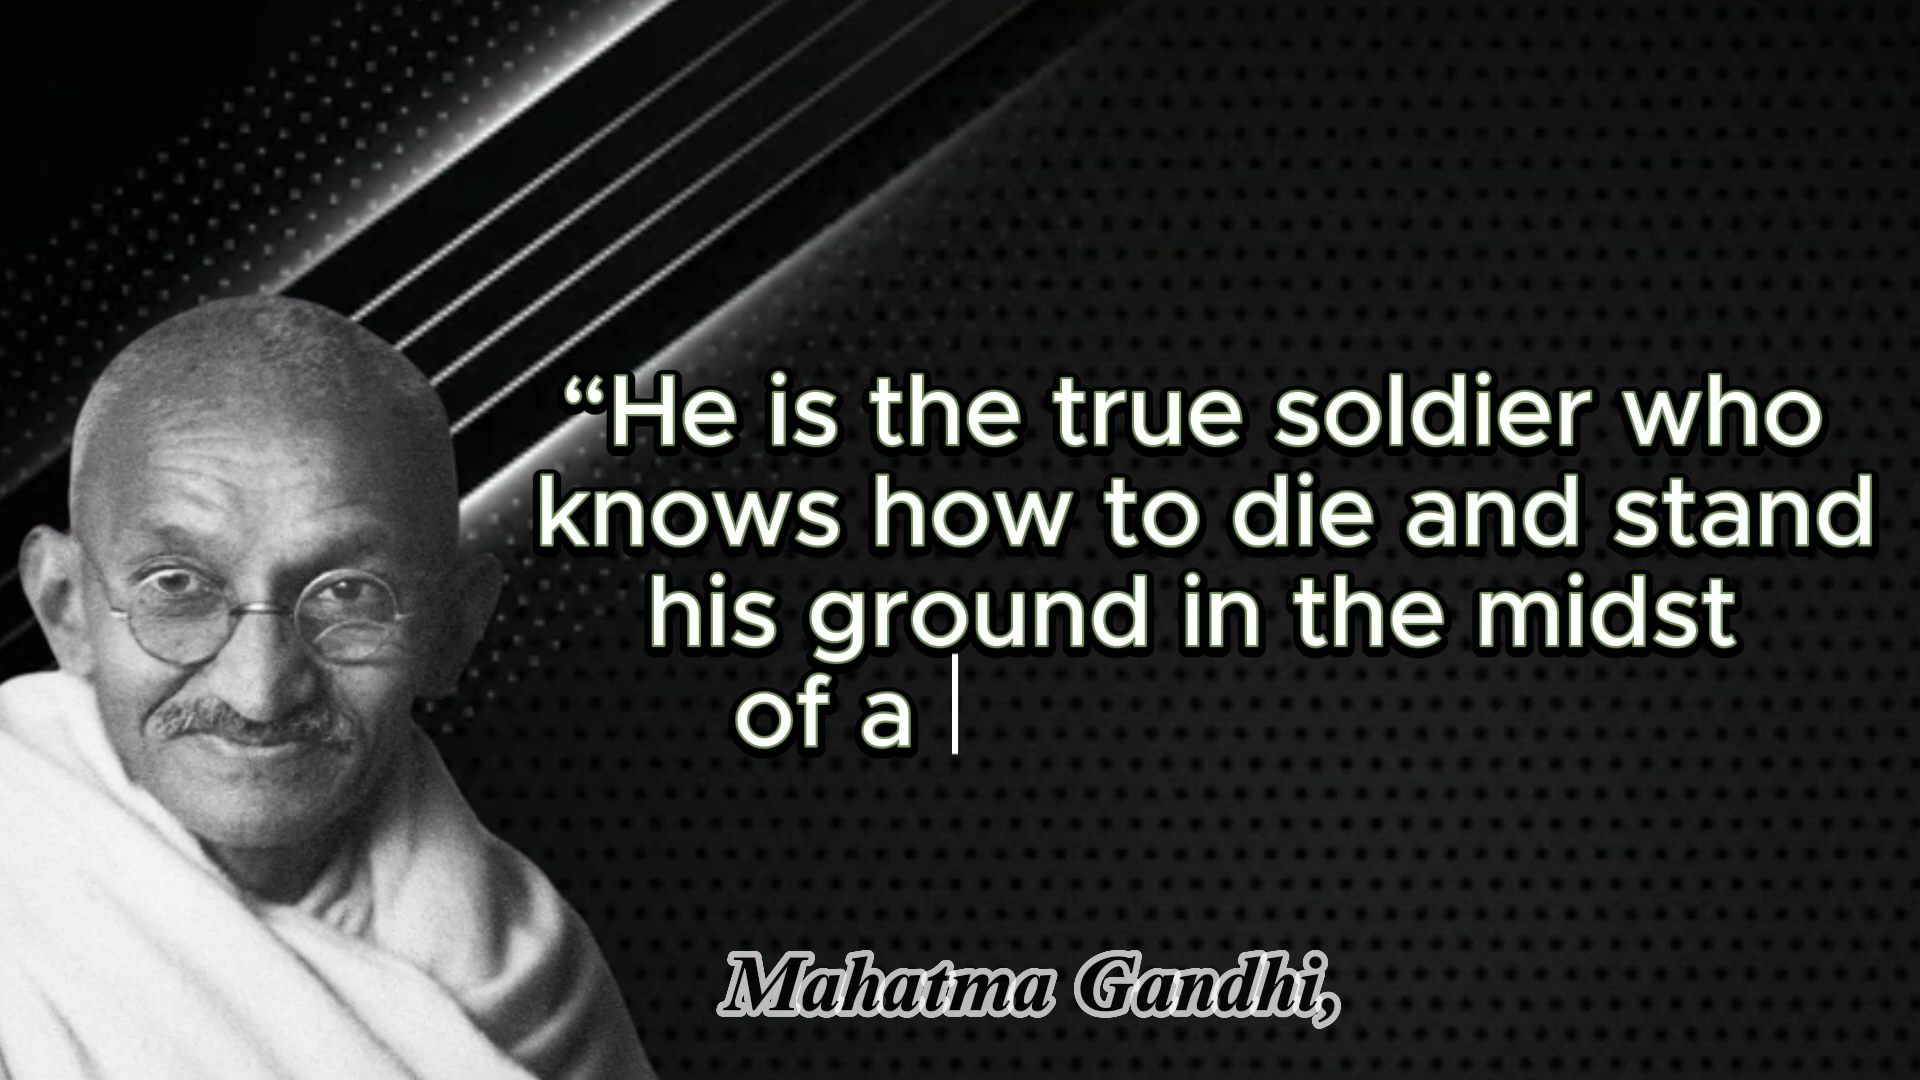 “He is the true soldier who
knows how to die and stand
his ground in the midst
of a
Mahatma Gandhi,